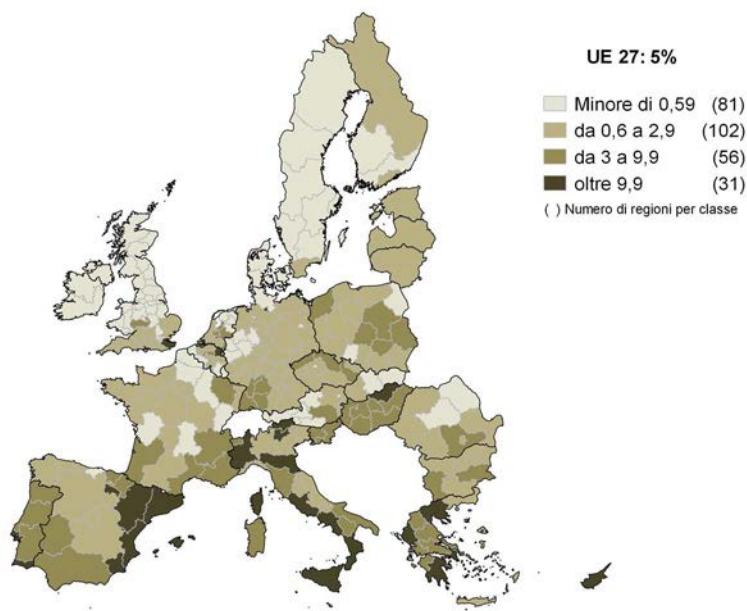 UE 27: 5%
Minore di 0,59 (81)
da 0,6 a 2,9 (102)
da 3 a 9,9 (56)
oltre 9,9 (31)
( ) Numero di regioni per classe